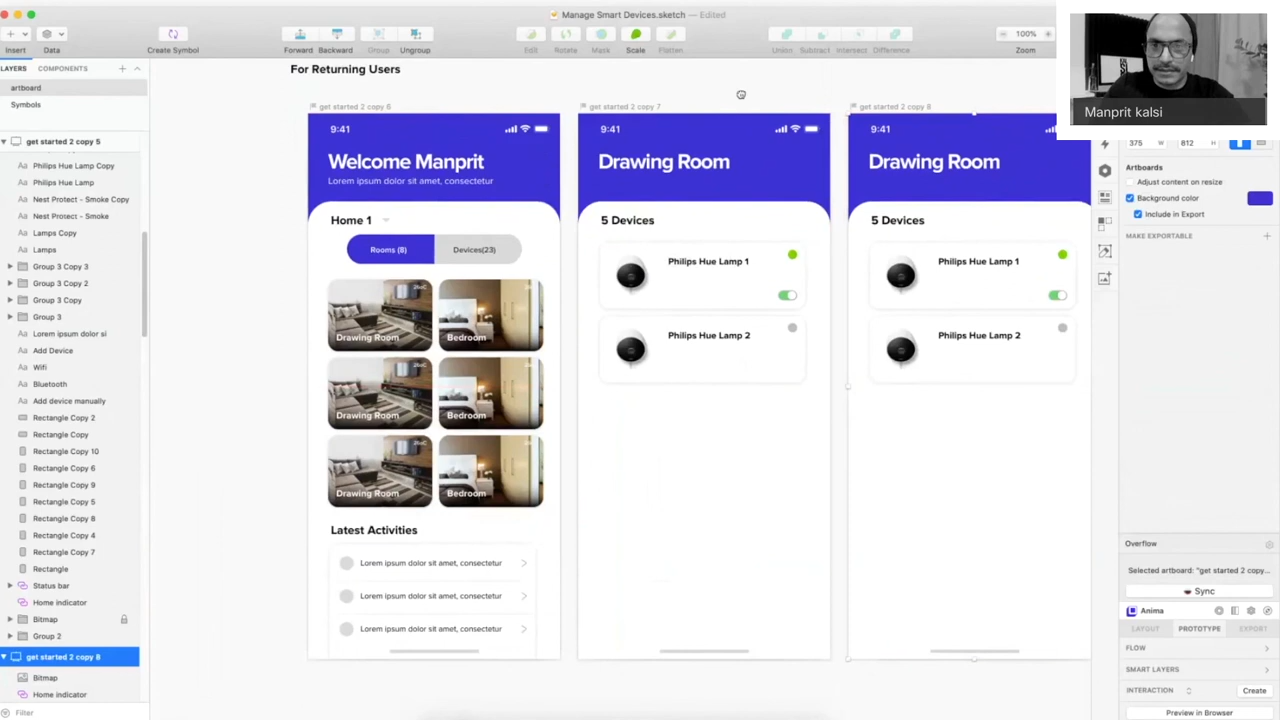 Manage Smart Devices.sketch — Edited
Insert
Data
Create Symbol
Forward
Backward
Group
Ungroup
Edit
Rotate
Mask
Scale
Flatten
Union
Subtract
Intersect
Difference
100%
Zoom
Manprit kalsi
LAYERS
COMPONENTS
artboard
Symbols
get started 2 copy 5
Philips Hue Lamp Copy
Philips Hue Lamp
Nest Protect - Smoke Copy
Nest Protect - Smoke
Lamps Copy
Lamps
Group 3 Copy 3
Group 3 Copy 2
Group 3 Copy
Group 3
Lorem ipsum dolor si
Add Device
Wifi
Bluetooth
Add device manually
Rectangle Copy 2
Rectangle Copy
Rectangle Copy 10
Rectangle Copy 6
Rectangle Copy 9
Rectangle Copy 5
Rectangle Copy 8
Rectangle Copy 4
Rectangle Copy 7
Rectangle
Status bar
Home indicator
Bitmap
Group 2
get started 2 copy 8
Bitmap
Home indicator
Filter
For Returning Users
get started 2 copy 6
9:41
Welcome Manprit
Lorem ipsum dolor sit amet, consectetur
Home 1
Rooms (8)
Devices(23)
Drawing Room
Bedroom
Drawing Room
Bedroom
Drawing Room
Bedroom
Latest Activities
Lorem ipsum dolor sit amet, consectetur
Lorem ipsum dolor sit amet, consectetur
Lorem ipsum dolor sit amet, consectetur
get started 2 copy 7
9:41
Drawing Room
5 Devices
Philips Hue Lamp 1
Philips Hue Lamp 2
get started 2 copy 8
9:41
Drawing Room
5 Devices
Philips Hue Lamp 1
Philips Hue Lamp 2
375 W
812 H
Artboards
Adjust content on resize
Background color
Include in Export
MAKE EXPORTABLE
Overflow
Selected artboard: "get started 2 copy...
Sync
Anima
LAYOUT
PROTOTYPE
EXPORT
FLOW
SMART LAYERS
INTERACTION
Create
Preview in Browser